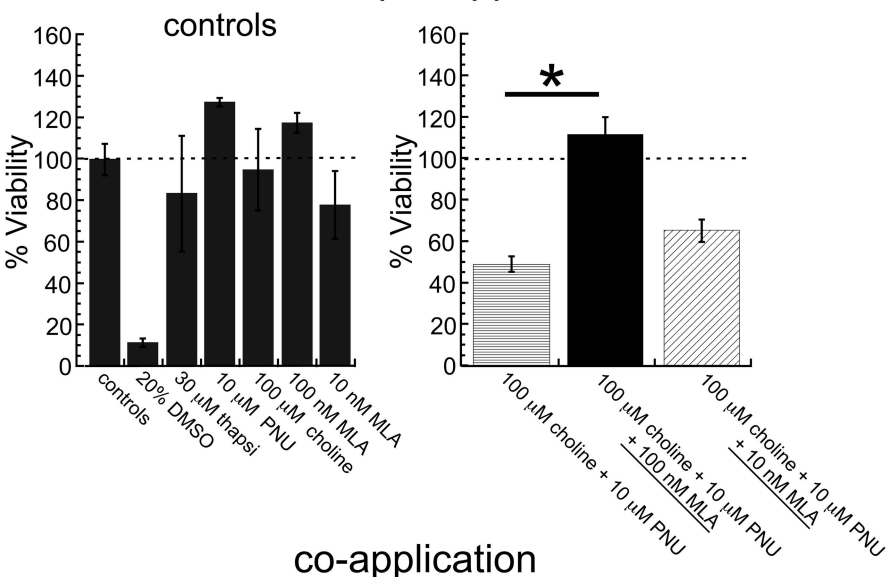 controls
160
140
120
100
80
60
40
20
0
% Viability
controls
20% DMSO
30 μM thapsi
10 μM PNU
100 μM choline
100 nM MLA
10 nM MLA
160
140
120
100
80
60
40
20
0
% Viability
*
100 μM choline + 10 μM PNU
100 μM choline + 10 μM PNU
+ 100 nM MLA
100 μM choline + 10 μM PNU
+ 10 nM MLA
co-application